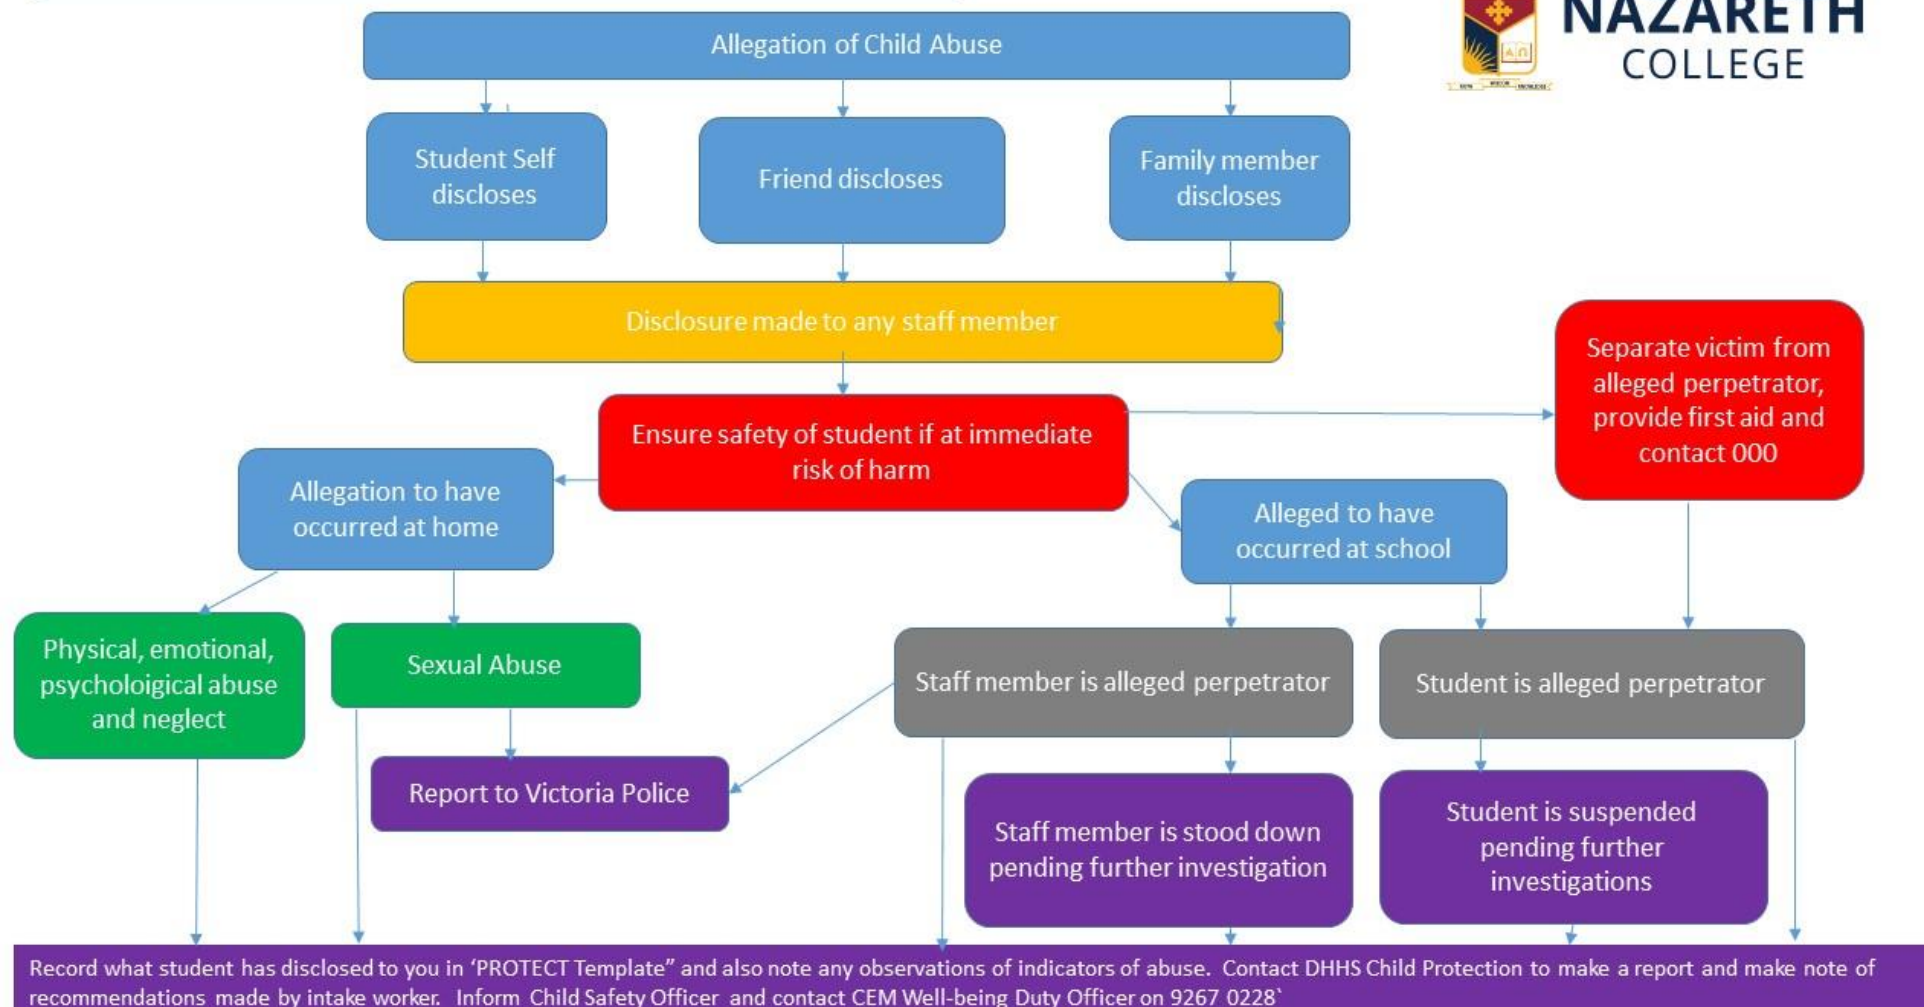 NAZARETH
COLLEGE
Allegation of Child Abuse
Student Self
discloses
Friend discloses
Family member
discloses
Disclosure made to any staff member
Separate victim from
alleged perpetrator,
provide first aid and
contact 000
Ensure safety of student if at immediate
risk of harm
Allegation to have
occurred at home
Alleged to have
occurred at school
Physical, emotional,
psycholoigical abuse
and neglect
Sexual Abuse
Staff member is alleged perpetrator
Student is alleged perpetrator
Report to Victoria Police
Staff member is stood down
pending further investigation
Student is suspended
pending further
investigations
Record what student has disclosed to you in ‘PROTECT Template” and also note any observations of indicators of abuse.  Contact DHHS Child Protection to make a report and make note of
recommendations made by intake worker.  Inform Child Safety Officer and contact CEM Well-being Duty Officer on 9267 0228`